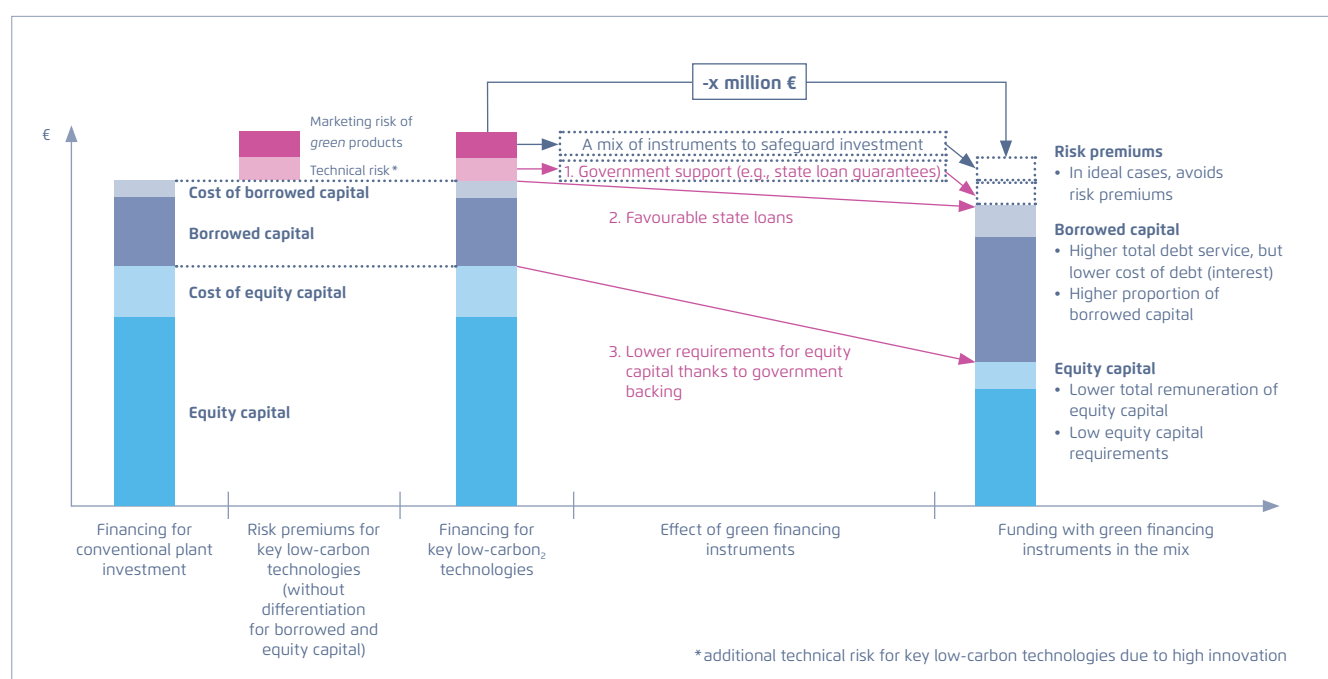 -x million €
€
Marketing risk of
green products
Technical risk*
Cost of borrowed capital
Borrowed capital
Cost of equity capital
Equity capital
A mix of instruments to safeguard investment
1. Government support (e.g., state loan guarantees)
2. Favourable state loans
3. Lower requirements for equity
capital thanks to government
backing
Risk premiums
• In ideal cases, avoids
risk premiums
Borrowed capital
• Higher total debt service, but
lower cost of debt (interest)
• Higher proportion of
borrowed capital
Equity capital
• Lower total remuneration of
equity capital
• Low equity capital
requirements
Financing for
conventional plant
investment
Risk premiums for
key low-carbon
technologies
(without
differentiation
for borrowed and
equity capital)
Financing for
key low-carbon₂
technologies
Effect of green financing
instruments
Funding with green financing
instruments in the mix
*additional technical risk for key low-carbon technologies due to high innovation